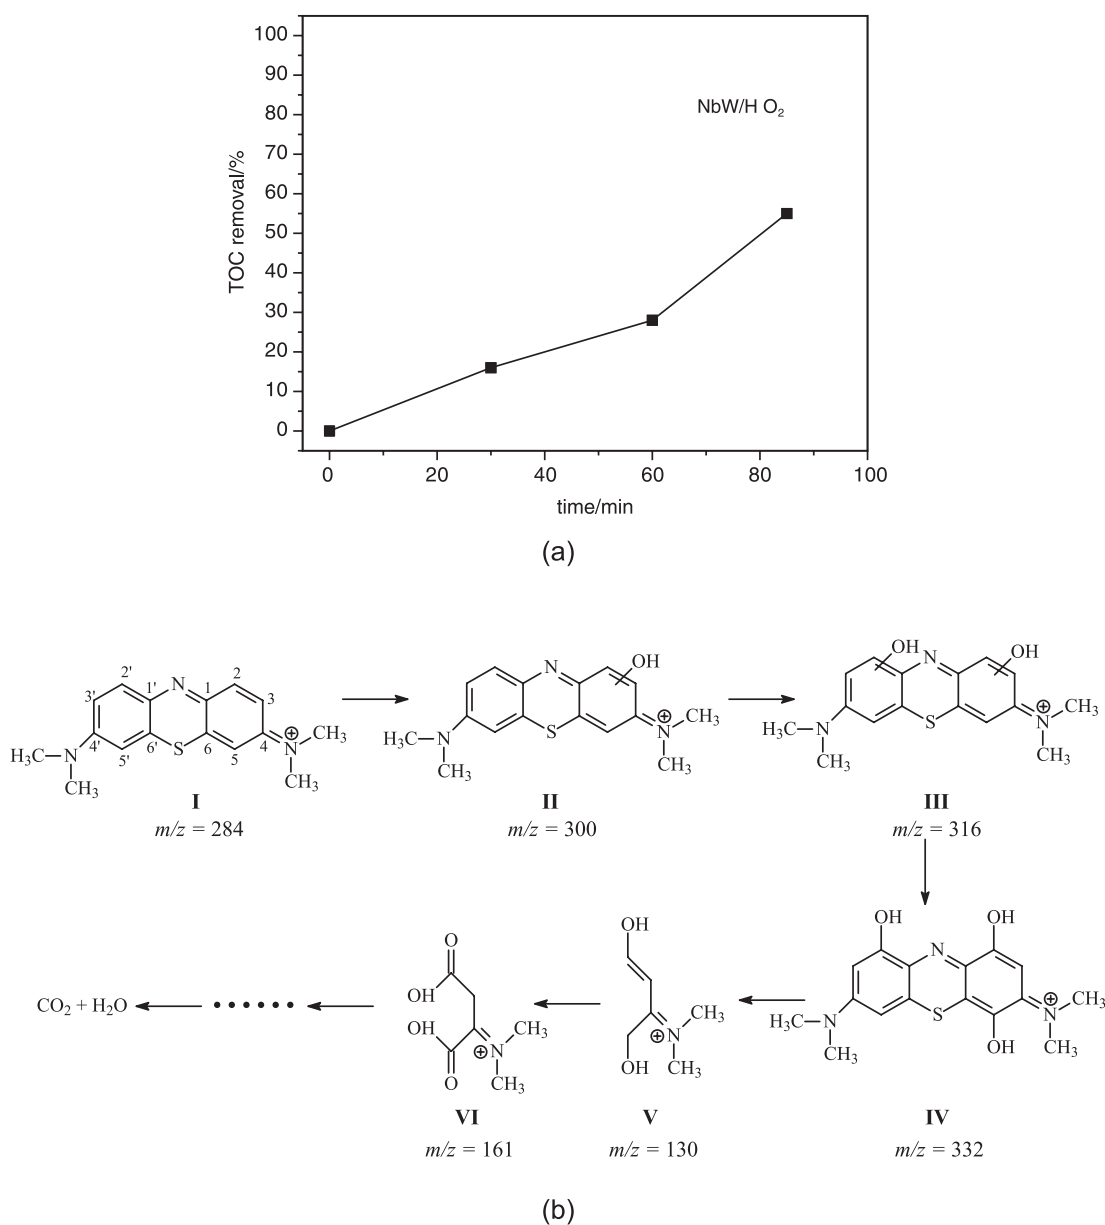 100
90
80
70
60
50
40
30
20
10
0
TOC removal/%
NbW/H O₂
0 20 40 60 80 100
time/min
(a)
2' 1' N 1 2 3 3' 4' 5' 6' S 6 5 4 ⊕
H₃C N CH₃ N CH₃ CH₃
I
m/z = 284
N OH S ⊕
H₃C N CH₃ N CH₃ CH₃
II
m/z = 300
OH N OH S ⊕
H₃C N CH₃ N CH₃ CH₃
III
m/z = 316
CO₂ + H₂O
O OH OH O ⊕ N CH₃ CH₃
VI
m/z = 161
OH OH ⊕ N CH₃ CH₃
V
m/z = 130
OH N OH S OH ⊕
H₃C N CH₃ N CH₃ CH₃
IV
m/z = 332
(b)